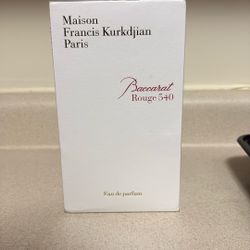 Maison
Francis Kurkdjian
Paris
Baccarat
Rouge 540
Eau de parfum